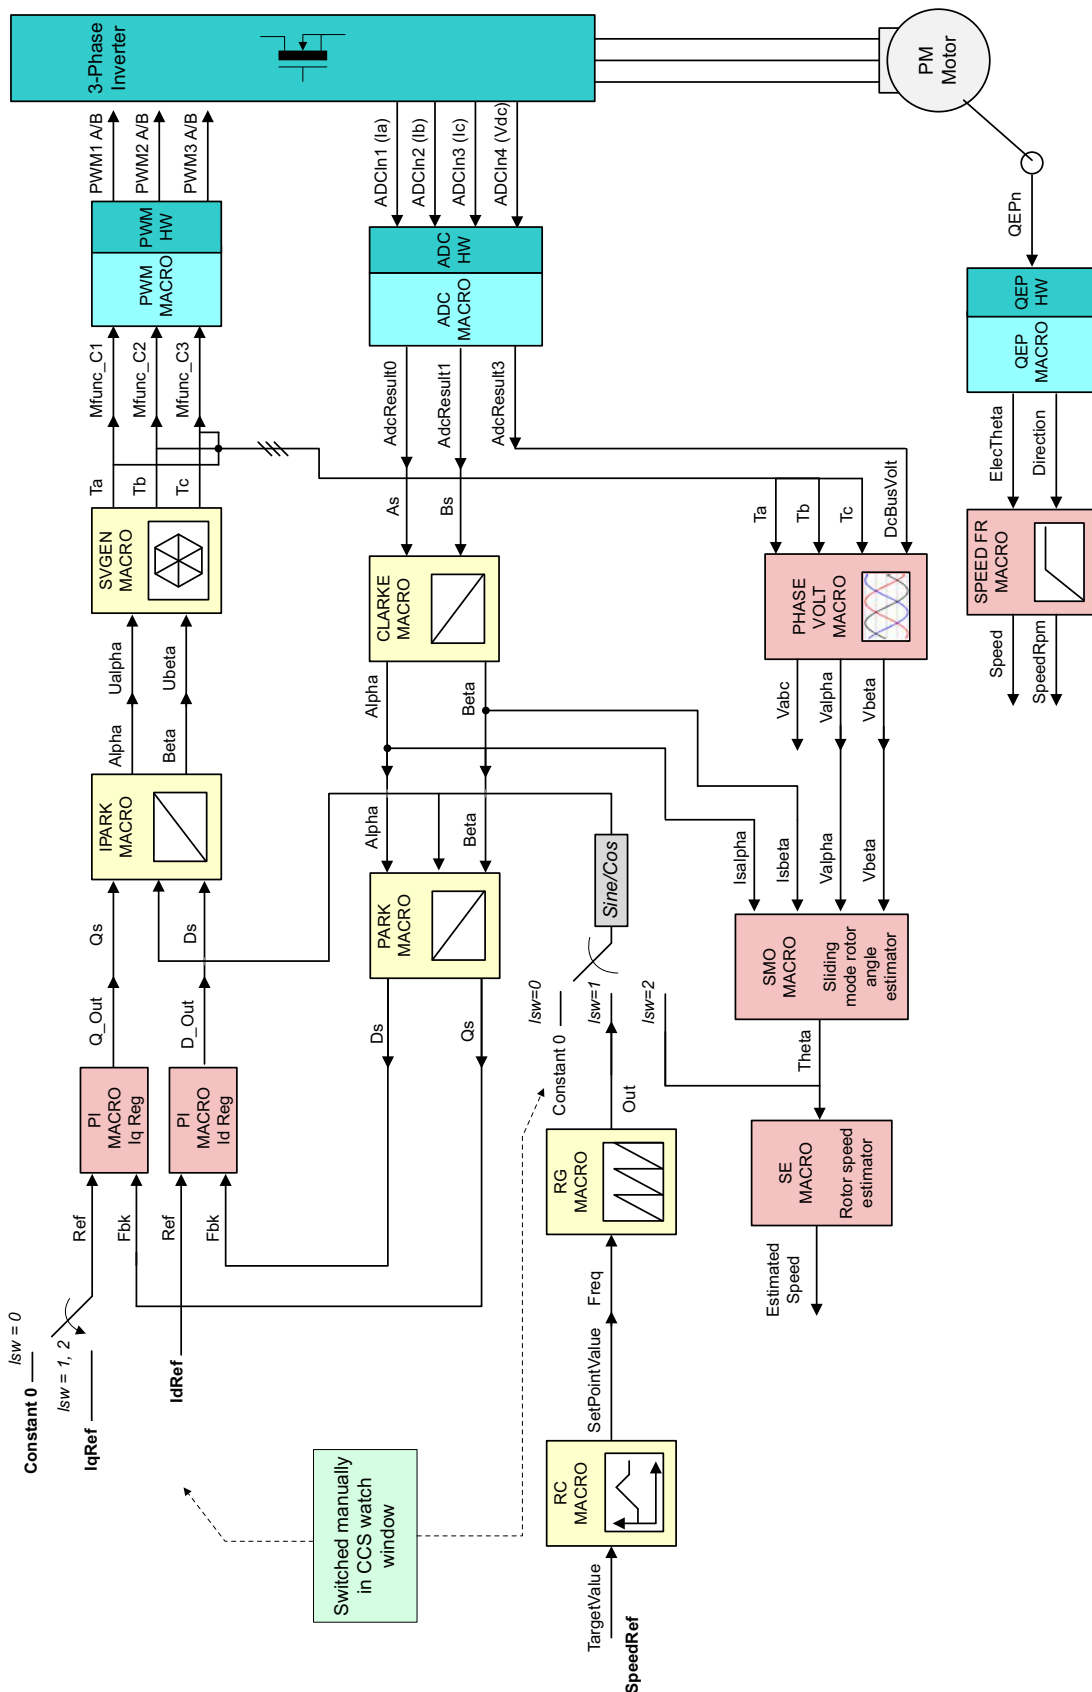 Constant 0
Isw = 0
Isw = 1, 2
IqRef
IdRef
Ref
Fbk
Ref
Fbk
PI
MACRO
Iq Reg
PI
MACRO
Id Reg
Q_Out
D_Out
Qs
Ds
IPARK
MACRO
Alpha
Beta
Ualpha
Ubeta
SVGEN
MACRO
Ta
Tb
Tc
Mfunc_C1
Mfunc_C2
Mfunc_C3
PWM
MACRO
PWM
HW
PWM1 A/B
PWM2 A/B
PWM3 A/B
3-Phase
Inverter
ADCIn1 (Ia)
ADCIn2 (Ib)
ADCIn3 (Ic)
ADCIn4 (Vdc)
ADC
HW
ADC
MACRO
AdcResult0
AdcResult1
AdcResult3
As
Bs
CLARKE
MACRO
Alpha
Beta
Alpha
Beta
PARK
MACRO
Ds
Qs
Switched manually
in CCS watch
window
TargetValue
SpeedRef
RC
MACRO
SetPointValue
Freq
RG
MACRO
Out
Constant 0
Isw=0
Isw=1
Isw=2
Sine/Cos
Ta
Tb
Tc
DcBusVolt
PHASE
VOLT
MACRO
Vabc
Valpha
Vbeta
Isalpha
Isbeta
Valpha
Vbeta
SMO
MACRO
Sliding
mode rotor
angle
estimator
Theta
SE
MACRO
Rotor speed
estimator
Estimated
Speed
PM
Motor
QEPn
QEP
HW
QEP
MACRO
ElecTheta
Direction
SPEED FR
MACRO
Speed
SpeedRpm